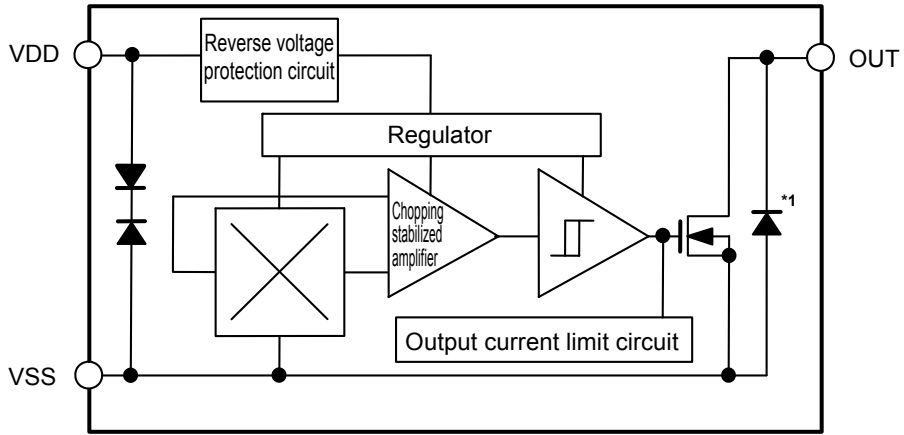 VDD
Reverse voltage
protection circuit
OUT
Regulator
Chopping
stabilized
amplifier
*1
Output current limit circuit
VSS